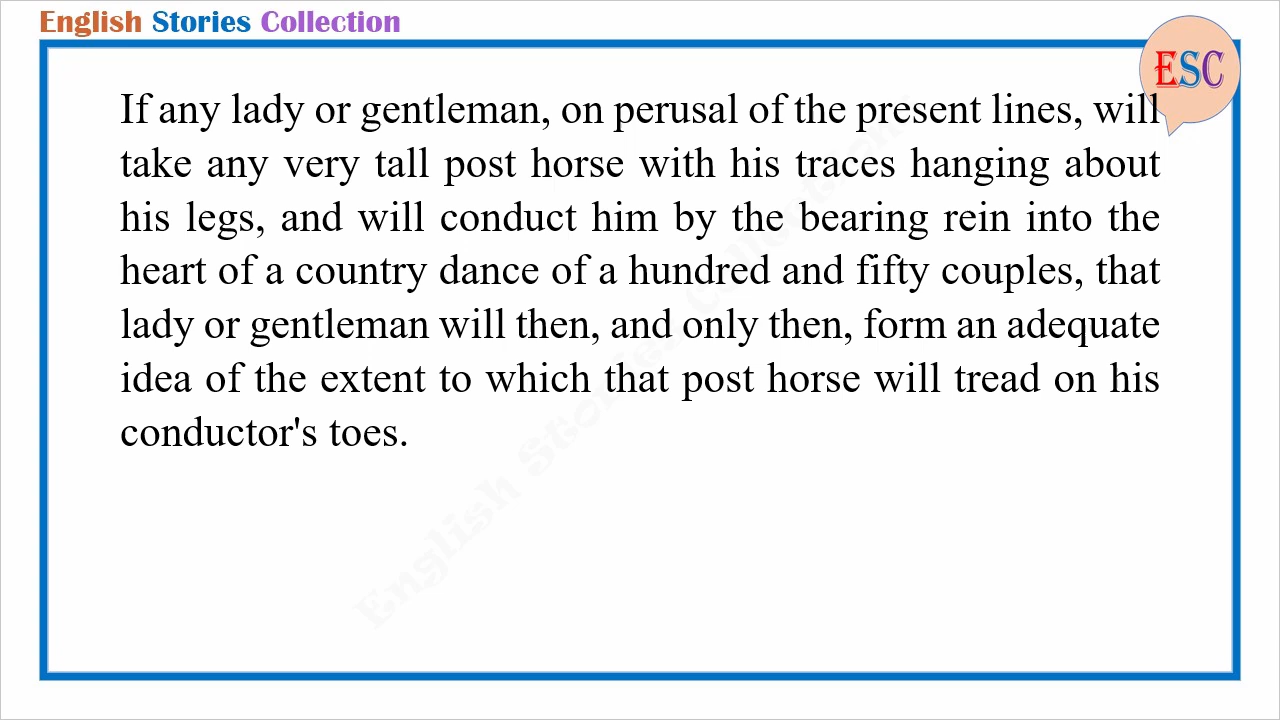 English Stories Collection
ESC
If any lady or gentleman, on perusal of the present lines, will
take any very tall post horse with his traces hanging about
his legs, and will conduct him by the bearing rein into the
heart of a country dance of a hundred and fifty couples, that
lady or gentleman will then, and only then, form an adequate
idea of the extent to which that post horse will tread on his
conductor's toes.
English Stories Collection